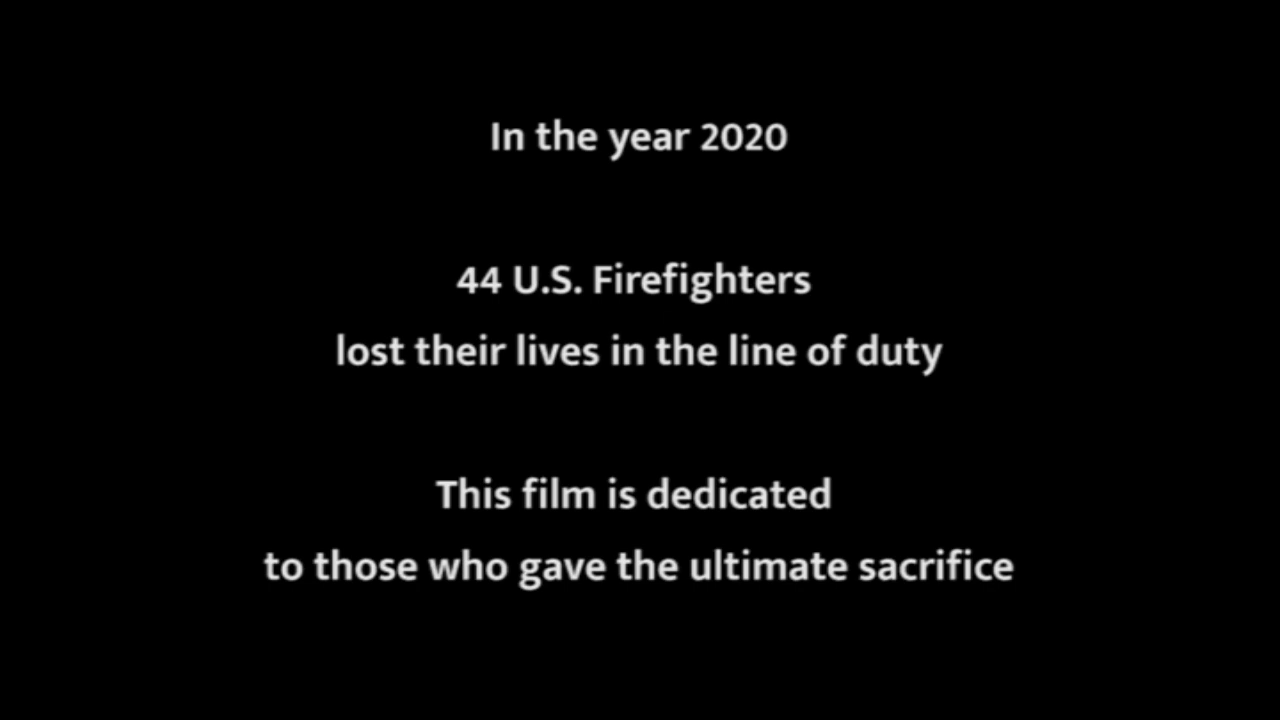 In the year 2020
44 U.S. Firefighters
lost their lives in the line of duty
This film is dedicated
to those who gave the ultimate sacrifice